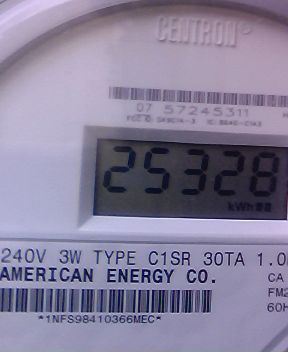 CENTRON®
07 57245311
25328
kWh
240V 3W TYPE C1SR 30TA 1.0
AMERICAN ENERGY CO.
CA
FM2
60H
*1NFS98410366MEC*